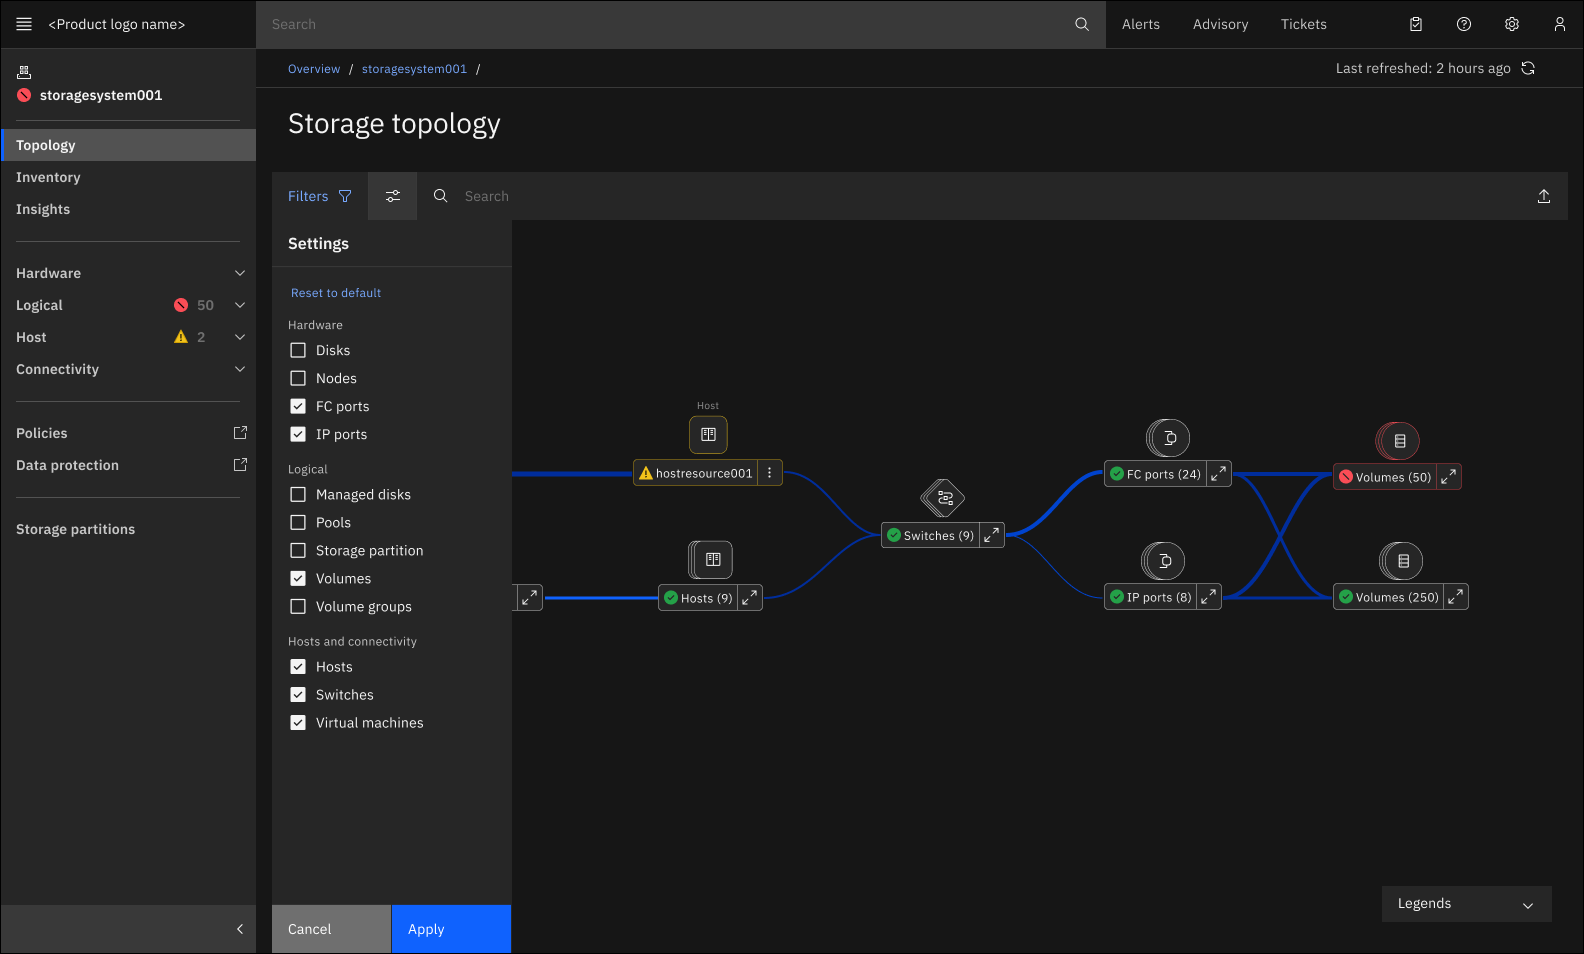 <Product logo name>
Search
Alerts
Advisory
Tickets
storagesystem001
Topology
Inventory
Insights
Hardware
Logical 50
Host 2
Connectivity
Policies
Data protection
Storage partitions
Overview / storagesystem001 /
Last refreshed: 2 hours ago
Storage topology
Filters
Search
Settings
Reset to default
Hardware
Disks
Nodes
FC ports
IP ports
Logical
Managed disks
Pools
Storage partition
Volumes
Volume groups
Hosts and connectivity
Hosts
Switches
Virtual machines
Cancel
Apply
Host
hostresource001
Hosts (9)
Switches (9)
FC ports (24)
IP ports (8)
Volumes (50)
Volumes (250)
Legends